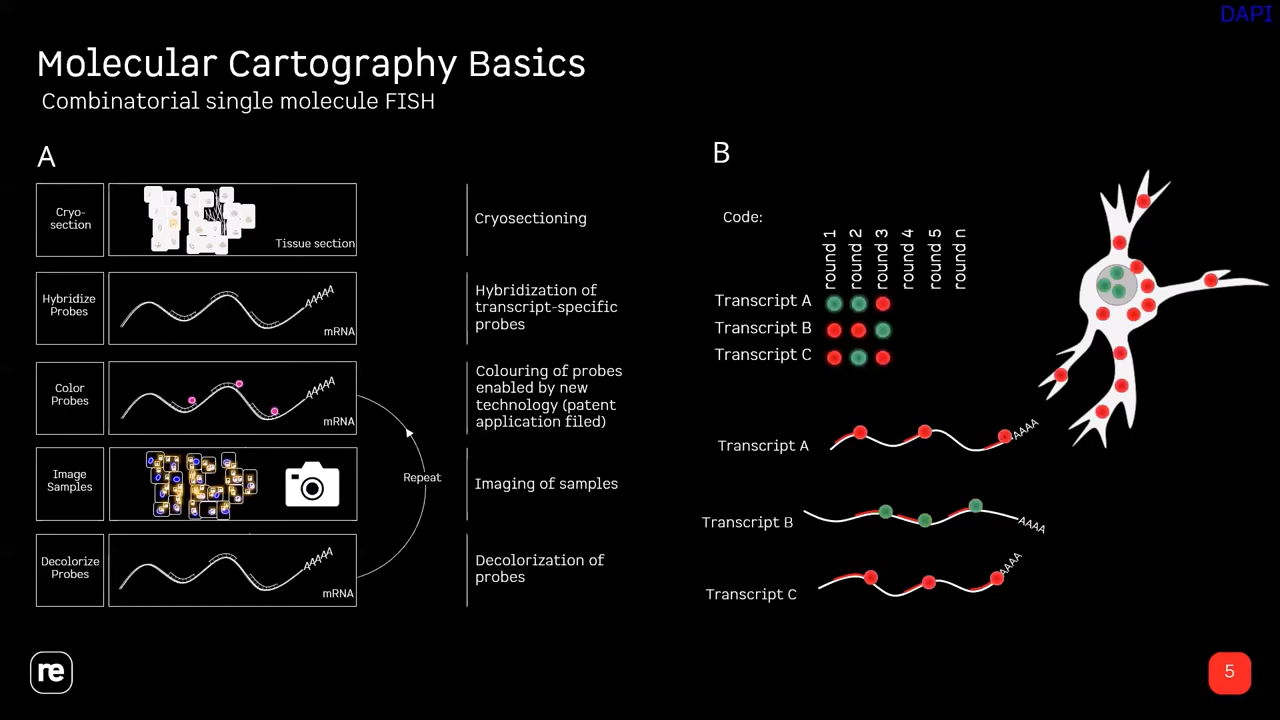 DAPI
Molecular Cartography Basics
Combinatorial single molecule FISH
A
Cryo-
section
Tissue section
Cryosectioning
Hybridize
Probes
AAAAA
mRNA
Hybridization of
transcript-specific
probes
Color
Probes
AAAAA
mRNA
Colouring of probes
enabled by new
technology (patent
application filed)
Image
Samples
Repeat
Imaging of samples
Decolorize
Probes
AAAAA
mRNA
Decolorization of
probes
B
Code:
round 1
round 2
round 3
round 4
round 5
round n
Transcript A
Transcript B
Transcript C
Transcript A
AAAA
Transcript B
AAAA
Transcript C
AAAA
re
5